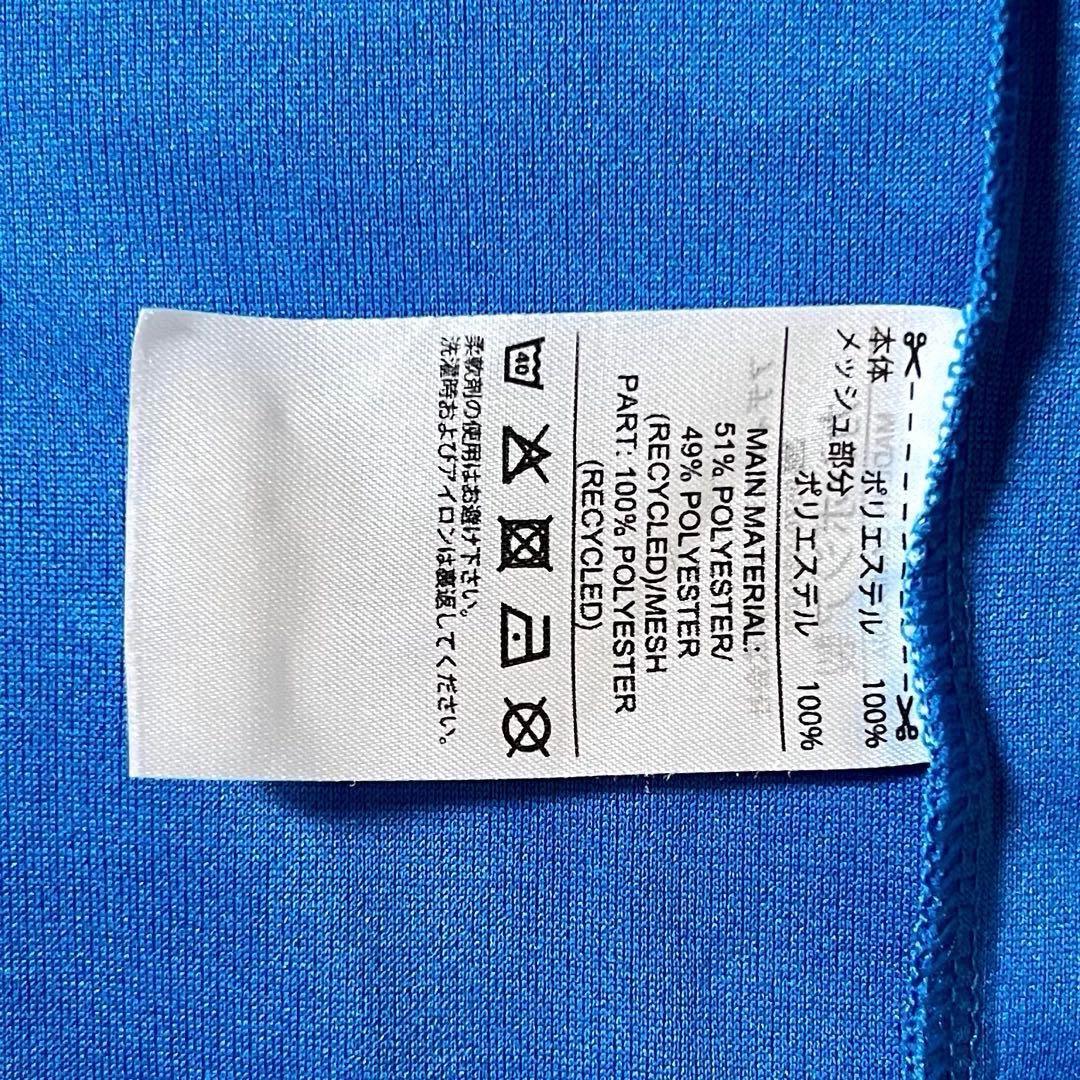 本体 ポリエステル 100%
メッシュ部分
ポリエステル 100%
MAIN MATERIAL:
51% POLYESTER/
49% POLYESTER
(RECYCLED)/MESH
PART: 100% POLYESTER
(RECYCLED)
40
柔軟剤の使用はお避け下さい。
洗濯時およびアイロンは裏返してください。